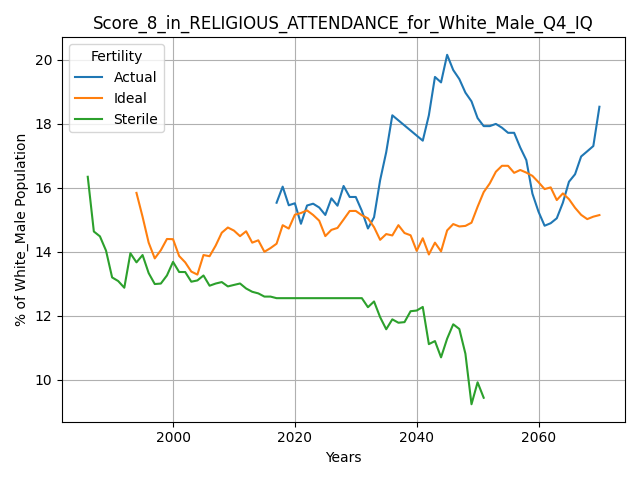 Score_8_in_RELIGIOUS_ATTENDANCE_for_White_Male_Q4_IQ
Fertility
Actual
Ideal
Sterile
% of White_Male Population
20
18
16
14
12
10
2000
2020
2040
2060
Years